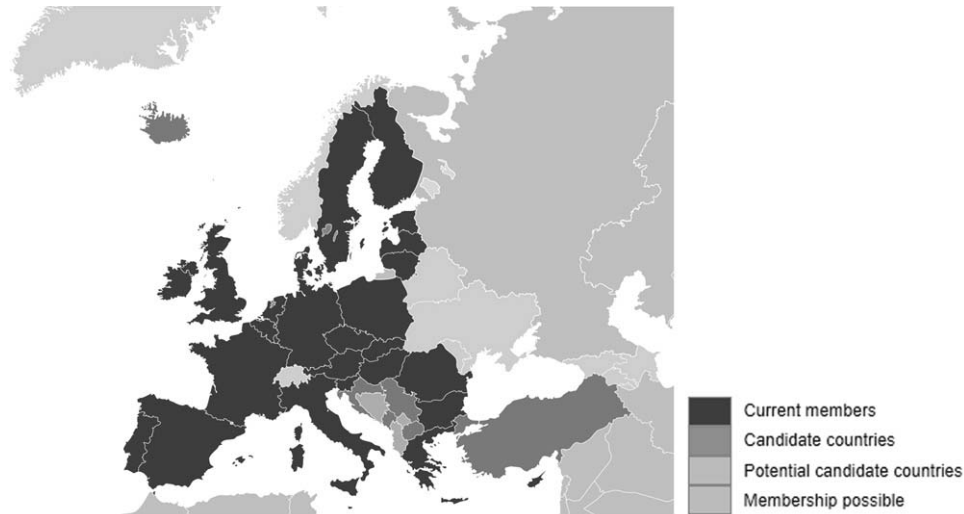 Current members
Candidate countries
Potential candidate countries
Membership possible